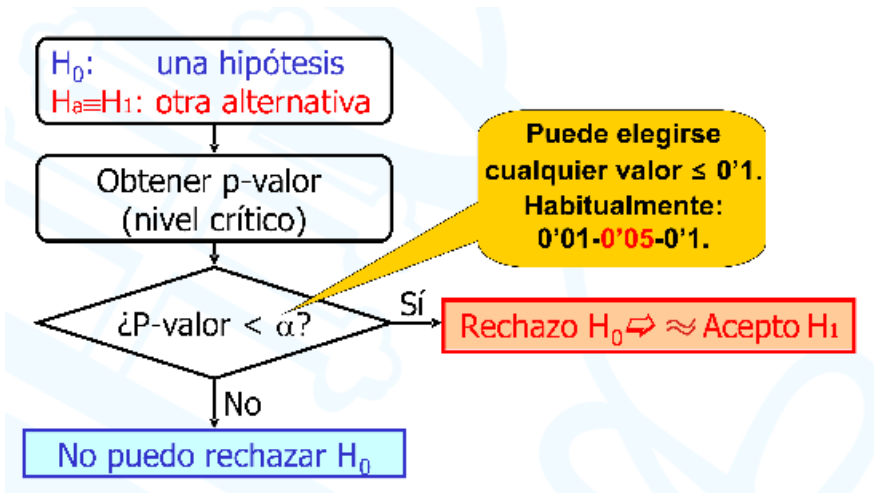 H₀: una hipótesis
Hₐ≡H₁: otra alternativa
Puede elegirse
cualquier valor ≤ 0'1.
Habitualmente:
0'01-0'05-0'1.
Obtener p-valor
(nivel crítico)
¿P-valor < α?
Sí
Rechazo H₀ ⇨ ≈ Acepto H₁
No
No puedo rechazar H₀